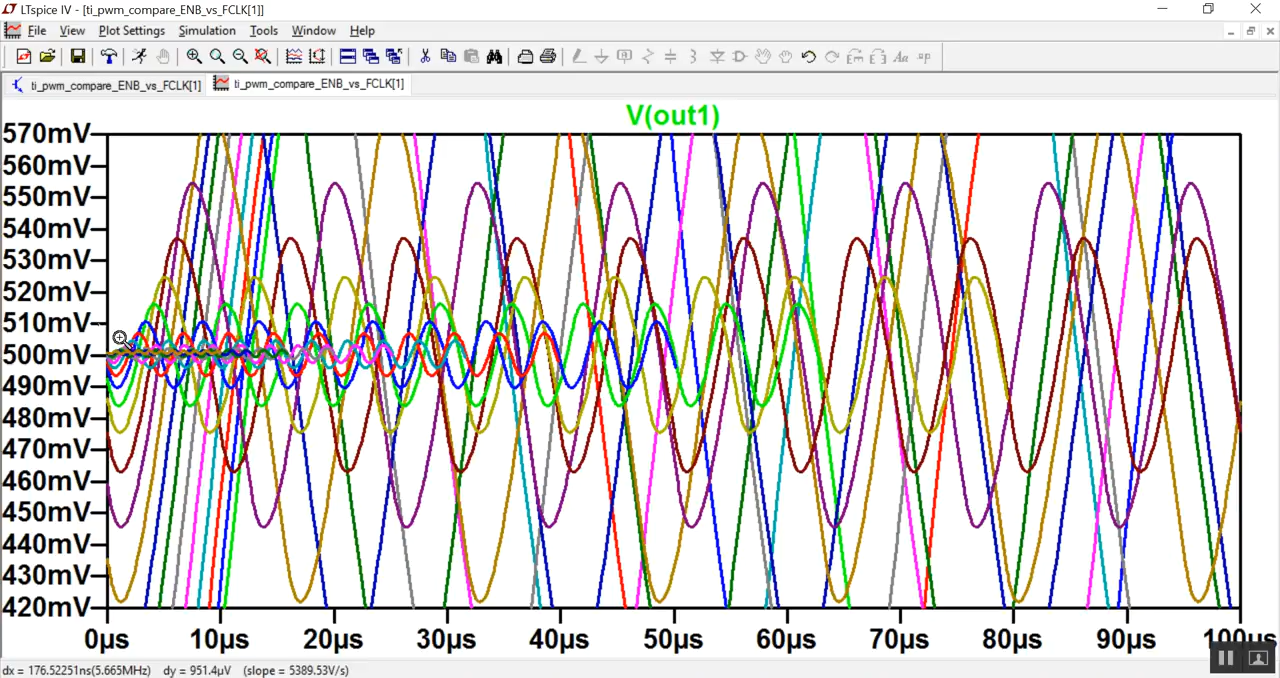 LTspice IV - [ti_pwm_compare_ENB_vs_FCLK[1]]
File View Plot Settings Simulation Tools Window Help
ti_pwm_compare_ENB_vs_FCLK[1] ti_pwm_compare_ENB_vs_FCLK[1]
V(out1)
570mV
560mV
550mV
540mV
530mV
520mV
510mV
500mV
490mV
480mV
470mV
460mV
450mV
440mV
430mV
420mV
0µs 10µs 20µs 30µs 40µs 50µs 60µs 70µs 80µs 90µs 100µs
dx = 176.52251ns(5.665MHz) dy = 951.4µV (slope = 5389.53V/s)